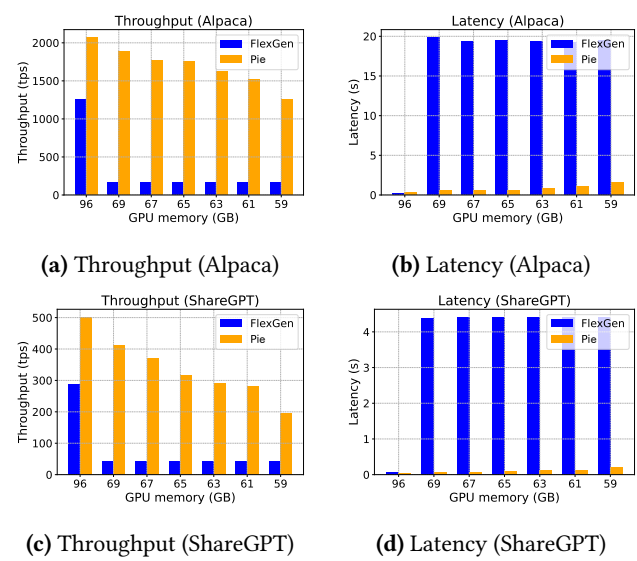 Throughput (Alpaca)
Throughput (tps)
2000
1500
1000
500
0
FlexGen
Pie
96 69 67 65 63 61 59
GPU memory (GB)
(a) Throughput (Alpaca)
Latency (Alpaca)
Latency (s)
20
15
10
5
0
FlexGen
Pie
96 69 67 65 63 61 59
GPU memory (GB)
(b) Latency (Alpaca)
Throughput (ShareGPT)
Throughput (tps)
500
400
300
200
100
0
FlexGen
Pie
96 69 67 65 63 61 59
GPU memory (GB)
(c) Throughput (ShareGPT)
Latency (ShareGPT)
Latency (s)
4
3
2
1
0
FlexGen
Pie
96 69 67 65 63 61 59
GPU memory (GB)
(d) Latency (ShareGPT)